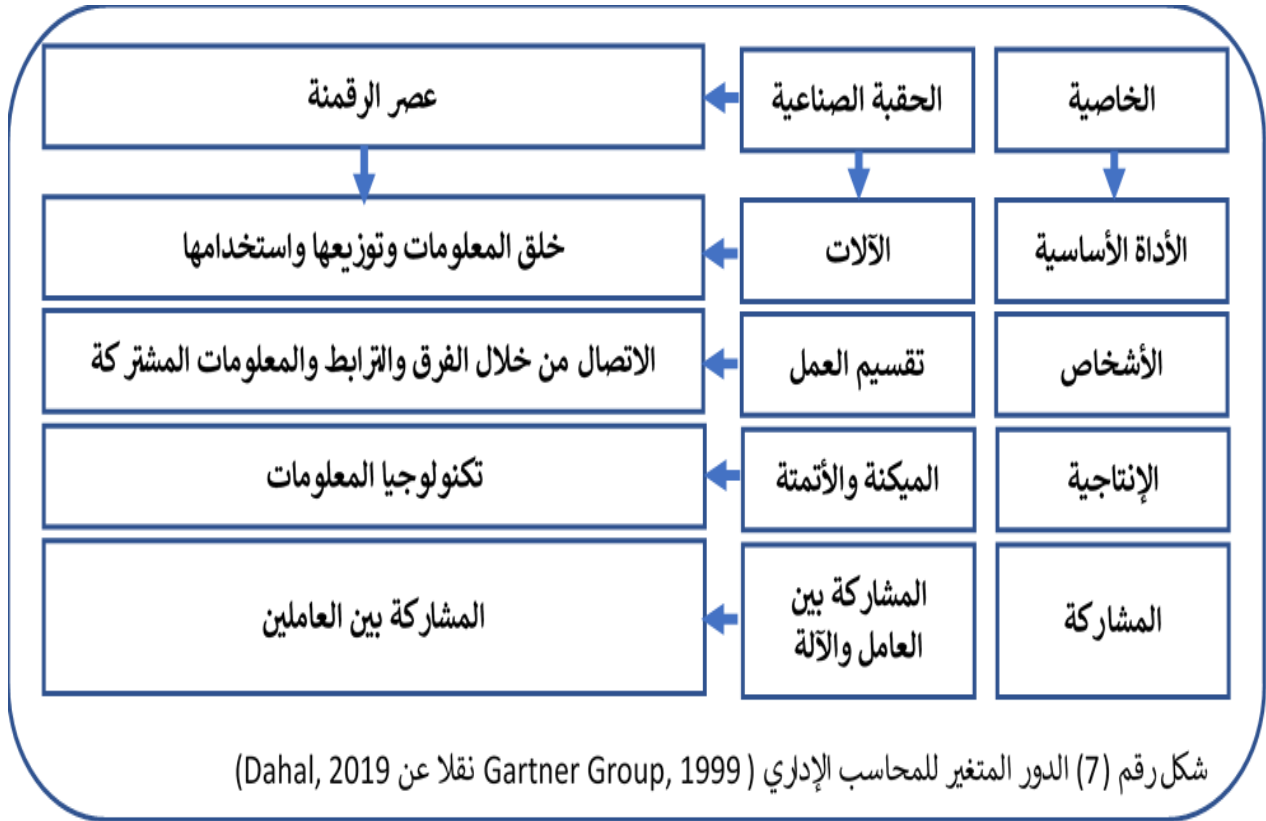 الخاصية
الحقبة الصناعية
عصر الرقمنة
الأداة الأساسية
الآلات
خلق المعلومات وتوزيعها واستخدامها
الأشخاص
تقسيم العمل
الاتصال من خلال الفرق والترابط والمعلومات المشتركة
الإنتاجية
الميكنة والأتمتة
تكنولوجيا المعلومات
المشاركة
المشاركة بين
العامل والآلة
المشاركة بين العاملين
شكل رقم (7) الدور المتغير للمحاسب الإداري ( Gartner Group, 1999 نقلا عن Dahal, 2019)